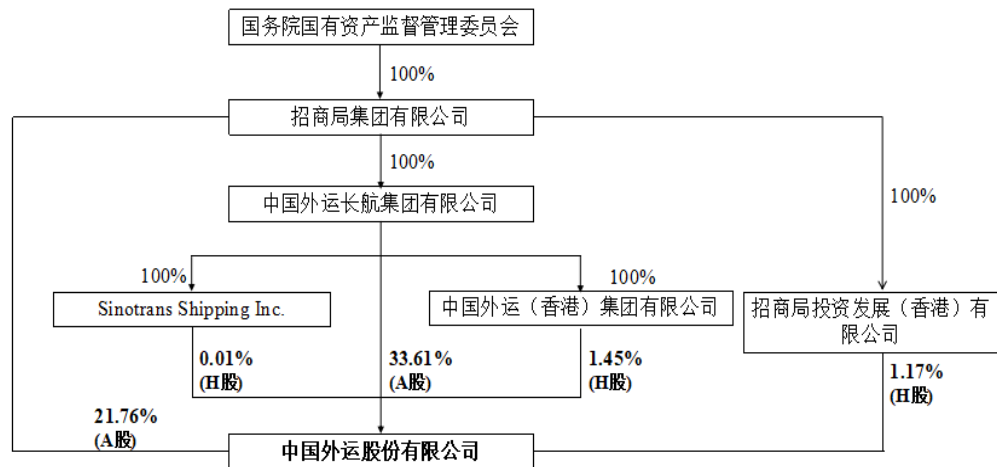 国务院国有资产监督管理委员会
100%
招商局集团有限公司
100%
中国外运长航集团有限公司
100%
100%
100%
Sinotrans Shipping Inc.
中国外运（香港）集团有限公司
招商局投资发展（香港）有
限公司
0.01%
(H股)
33.61%
(A股)
1.45%
(H股)
1.17%
(H股)
21.76%
(A股)
中国外运股份有限公司